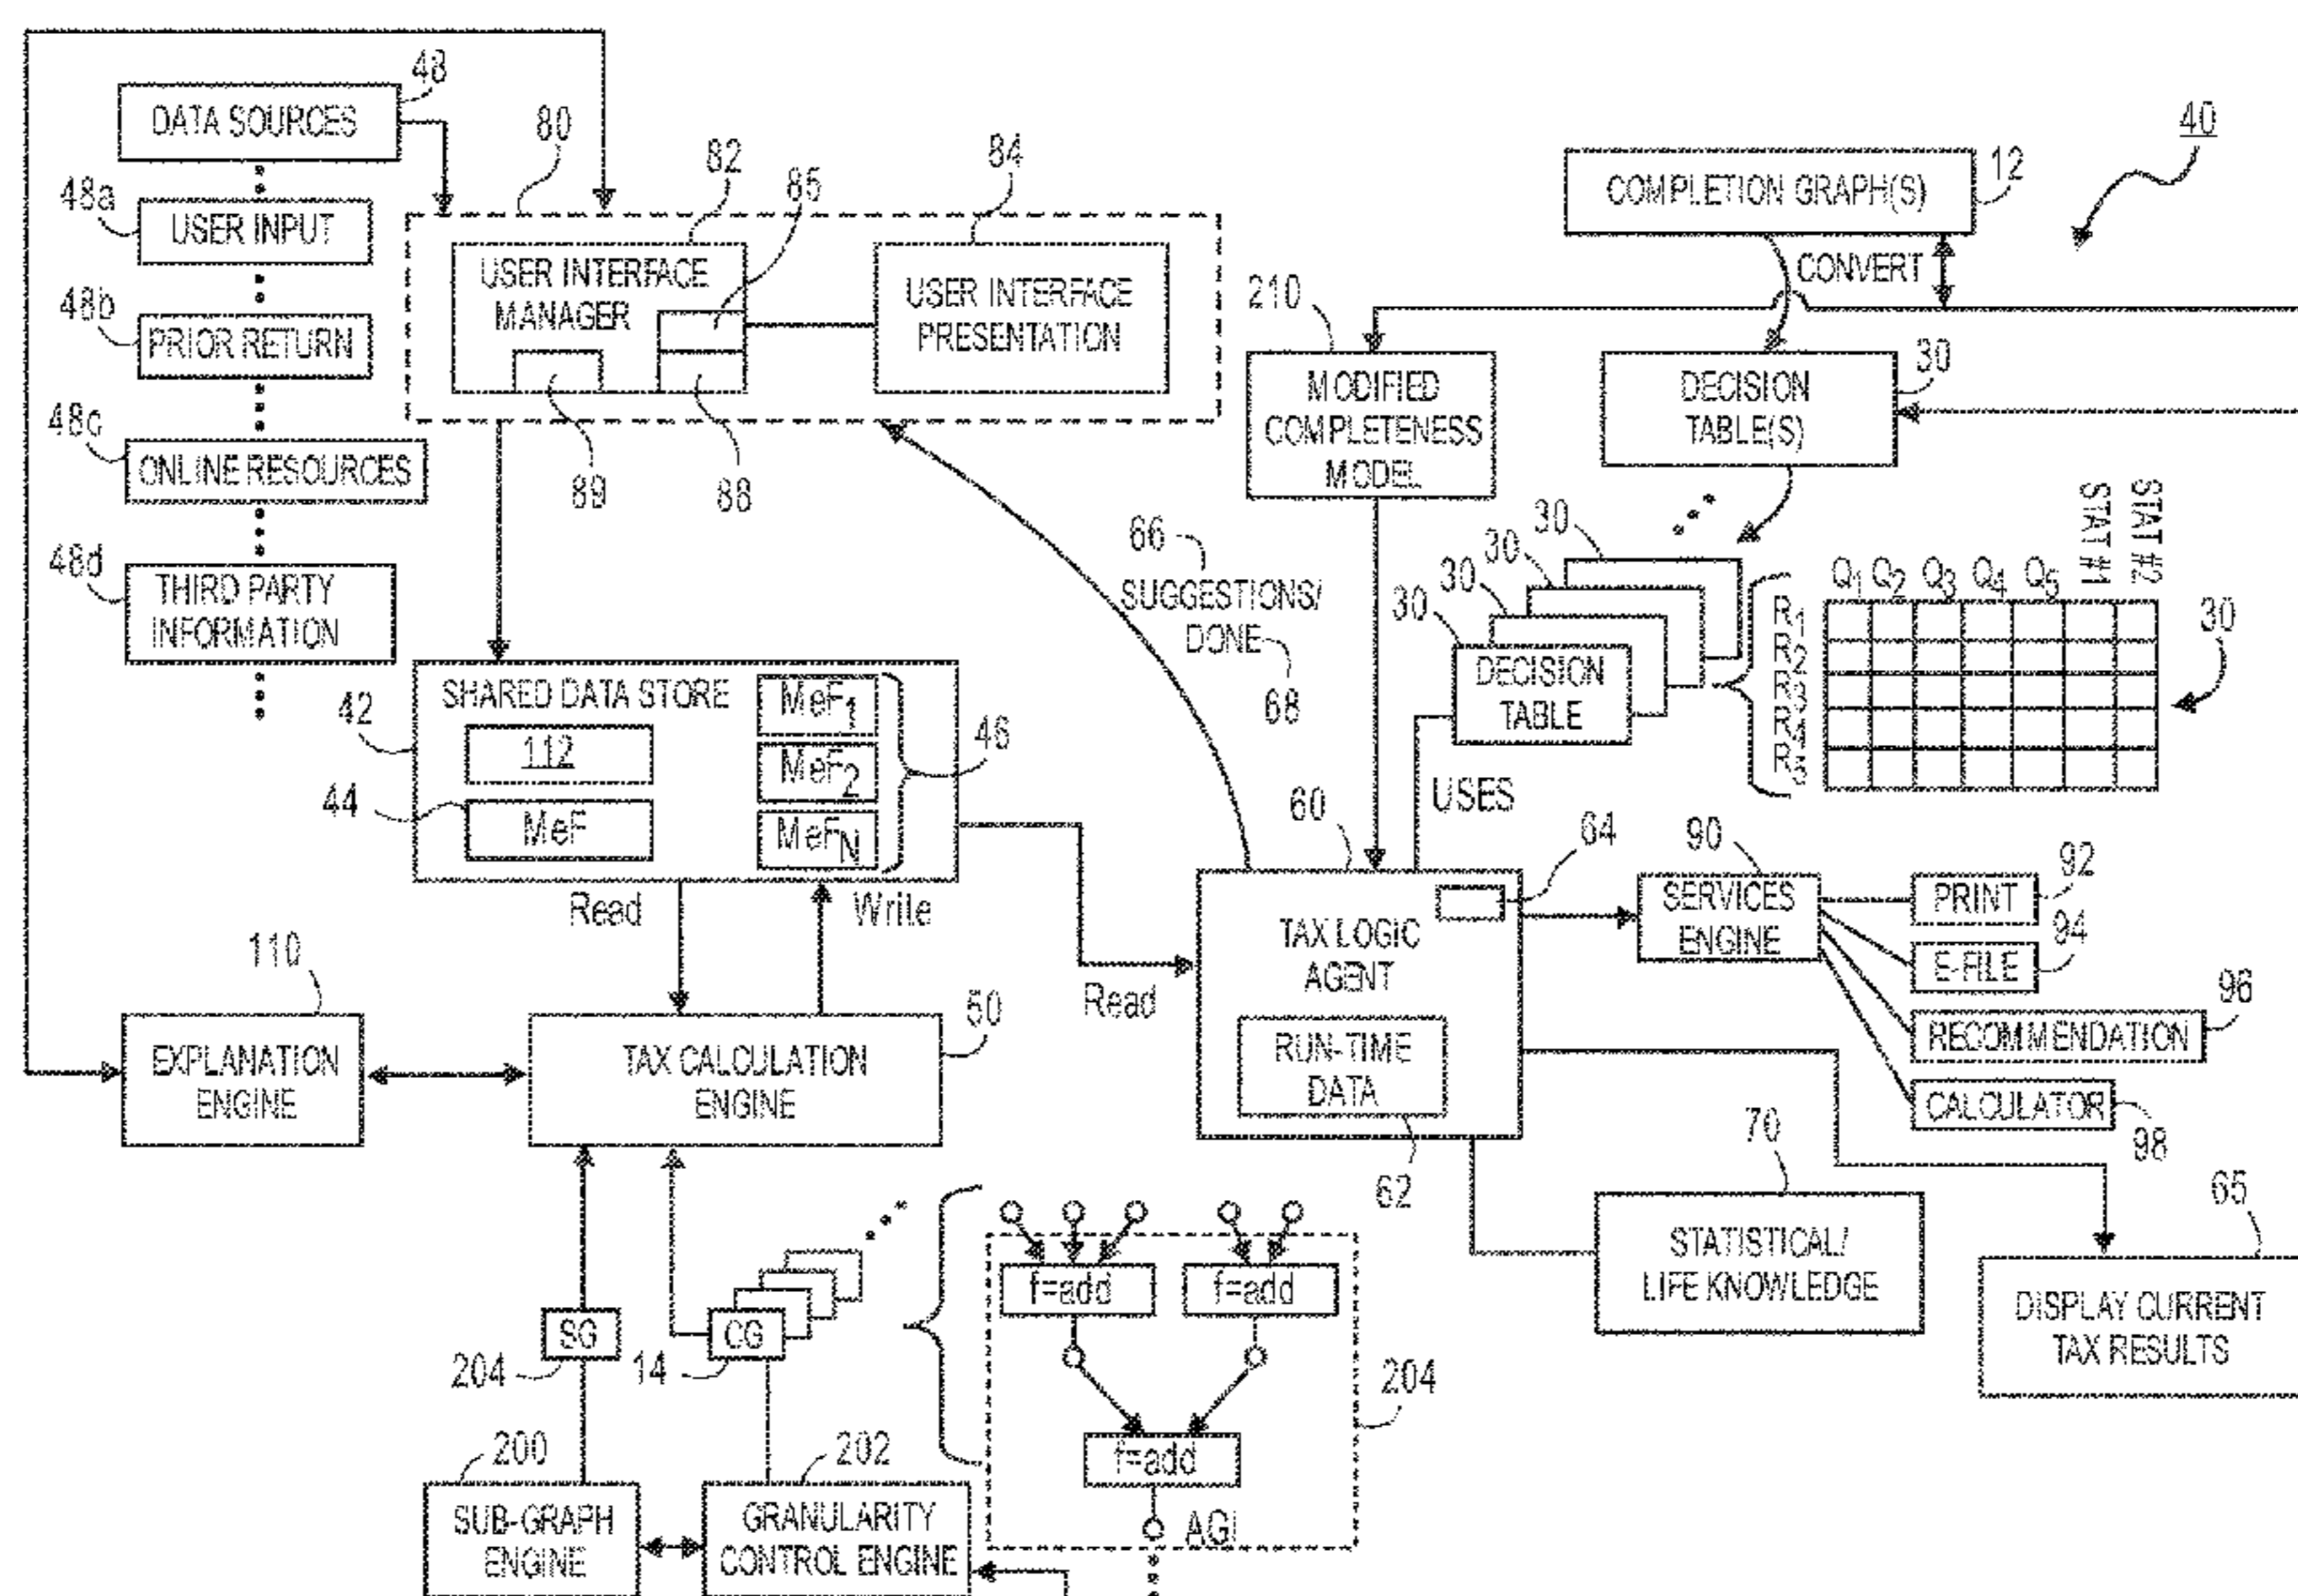 48
DATA SOURCES
48a
USER INPUT
48b
PRIOR RETURN
48c
ONLINE RESOURCES
48d
THIRD PARTY
INFORMATION
80
82
85
84
USER INTERFACE
MANAGER
USER INTERFACE
PRESENTATION
89
88
40
COMPLETION GRAPH(S)
12
CONVERT
210
MODIFIED
COMPLETENESS
MODEL
DECISION
TABLE(S)
30
66
SUGGESTIONS/
DONE
68
30
30
30
30
DECISION
TABLE
USES
Q1 Q2 Q3 Q4 Q5
STAT #1
STAT #2
R1
R2
R3
R4
R5
30
42
SHARED DATA STORE
112
44
MeF
MeF1
MeF2
MeFN
46
Read
Write
Read
110
EXPLANATION
ENGINE
TAX CALCULATION
ENGINE
50
60
64
TAX LOGIC
AGENT
RUN-TIME
DATA
62
90
SERVICES
ENGINE
PRINT
92
E-FILE
94
RECOMMENDATION
96
CALCULATOR
98
70
STATISTICAL/
LIFE KNOWLEDGE
65
DISPLAY CURRENT
TAX RESULTS
SG
204
CG
14
f=add
f=add
f=add
AGI
204
200
SUB-GRAPH
ENGINE
202
GRANULARITY
CONTROL ENGINE